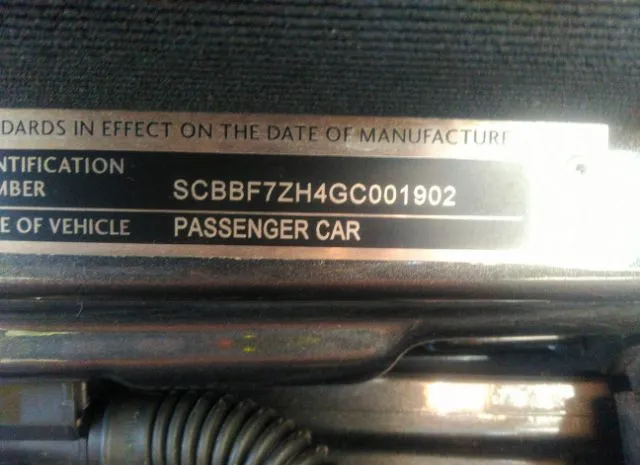 DARDS IN EFFECT ON THE DATE OF MANUFACTURE
NTIFICATION
MBER
SCBBF7ZH4GC001902
E OF VEHICLE PASSENGER CAR